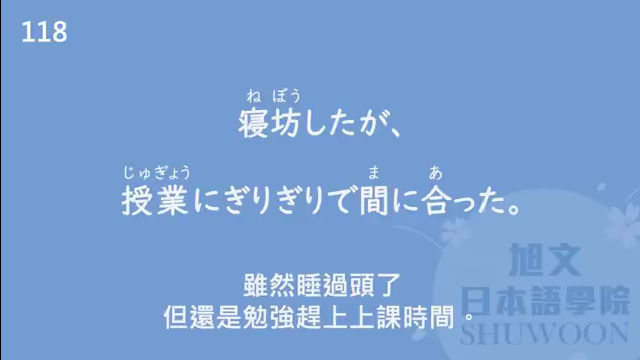 118
ね ぼう
寝坊したが、
じゅぎょう ま あ
授業にぎりぎりで間に合った。
雖然睡過頭了
但還是勉強趕上上課時間。
旭文
日本語學院
SHUWOON